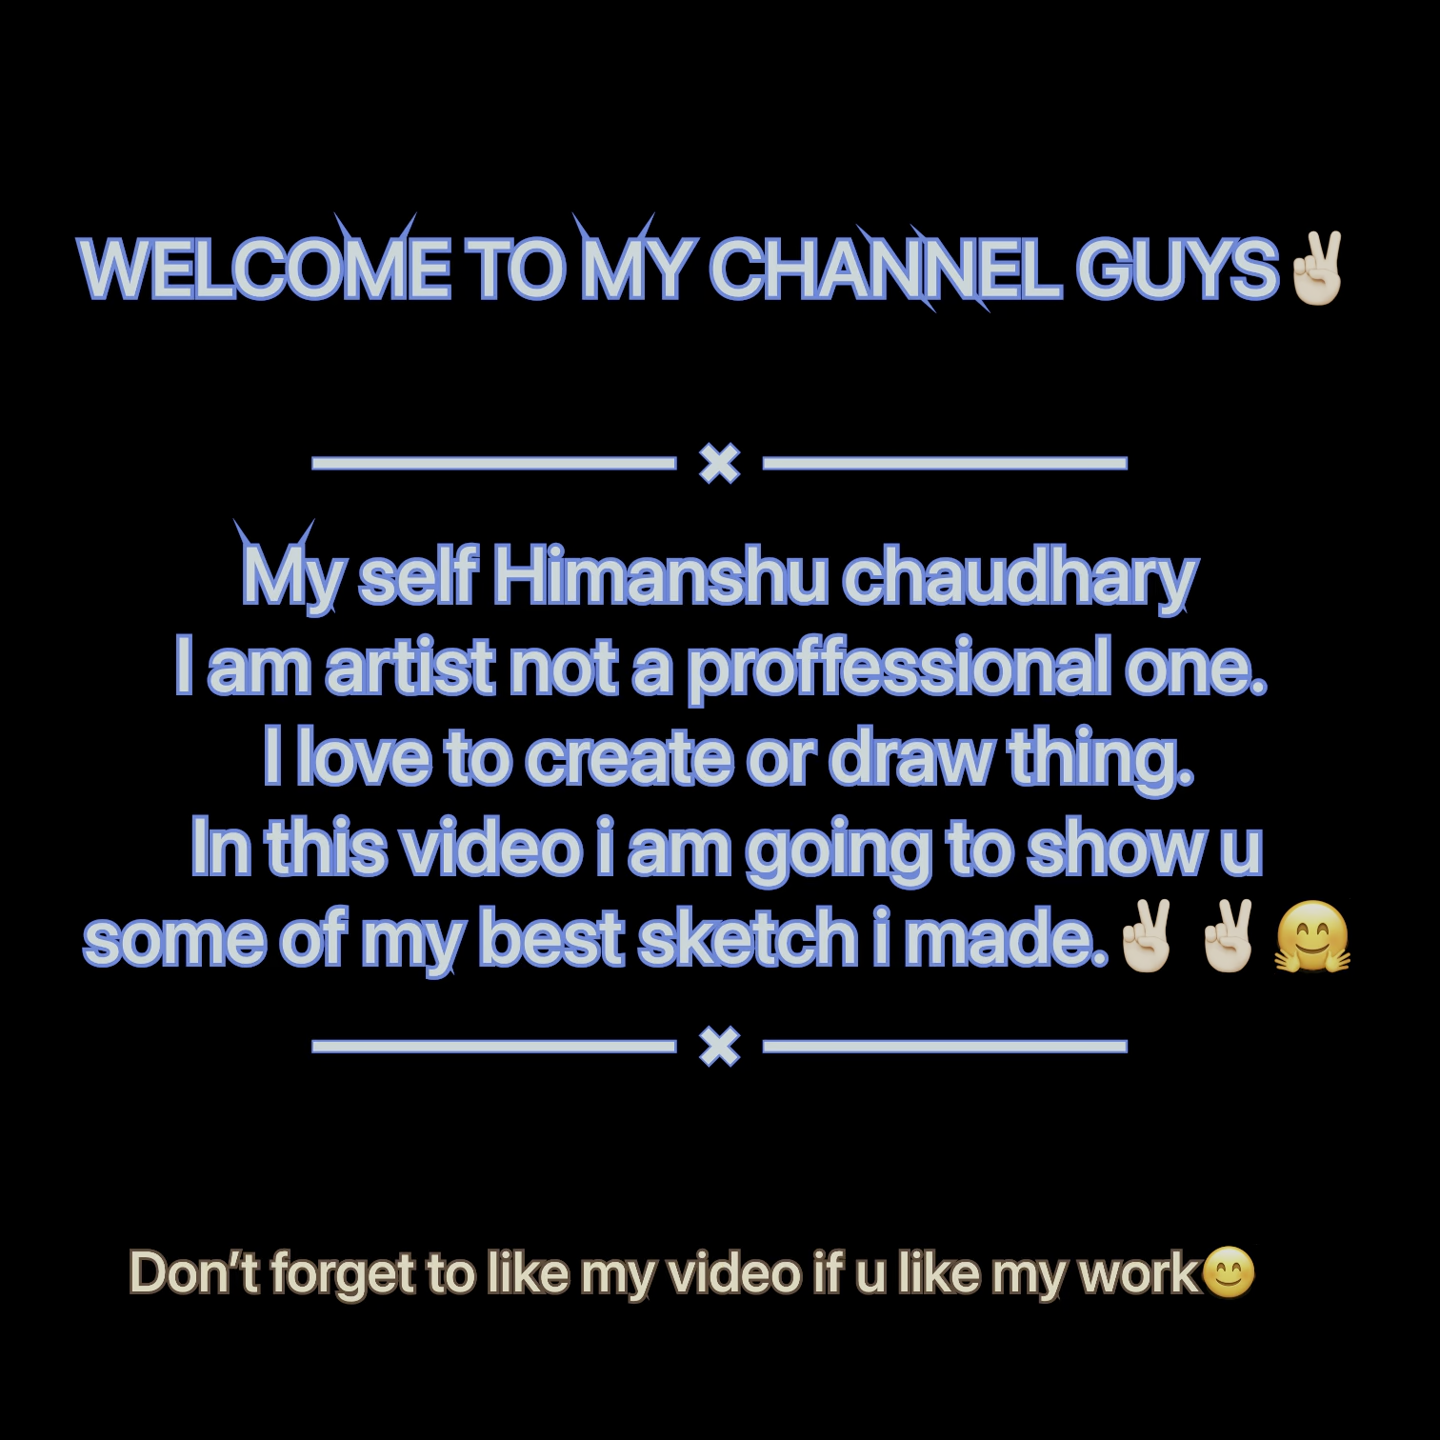 WELCOME TO MY CHANNEL GUYS✌🏻
My self Himanshu chaudhary
I am artist not a proffessional one.
I love to create or draw thing.
In this video i am going to show u
some of my best sketch i made.✌🏻✌🏻🤗
Don’t forget to like my video if u like my work😊